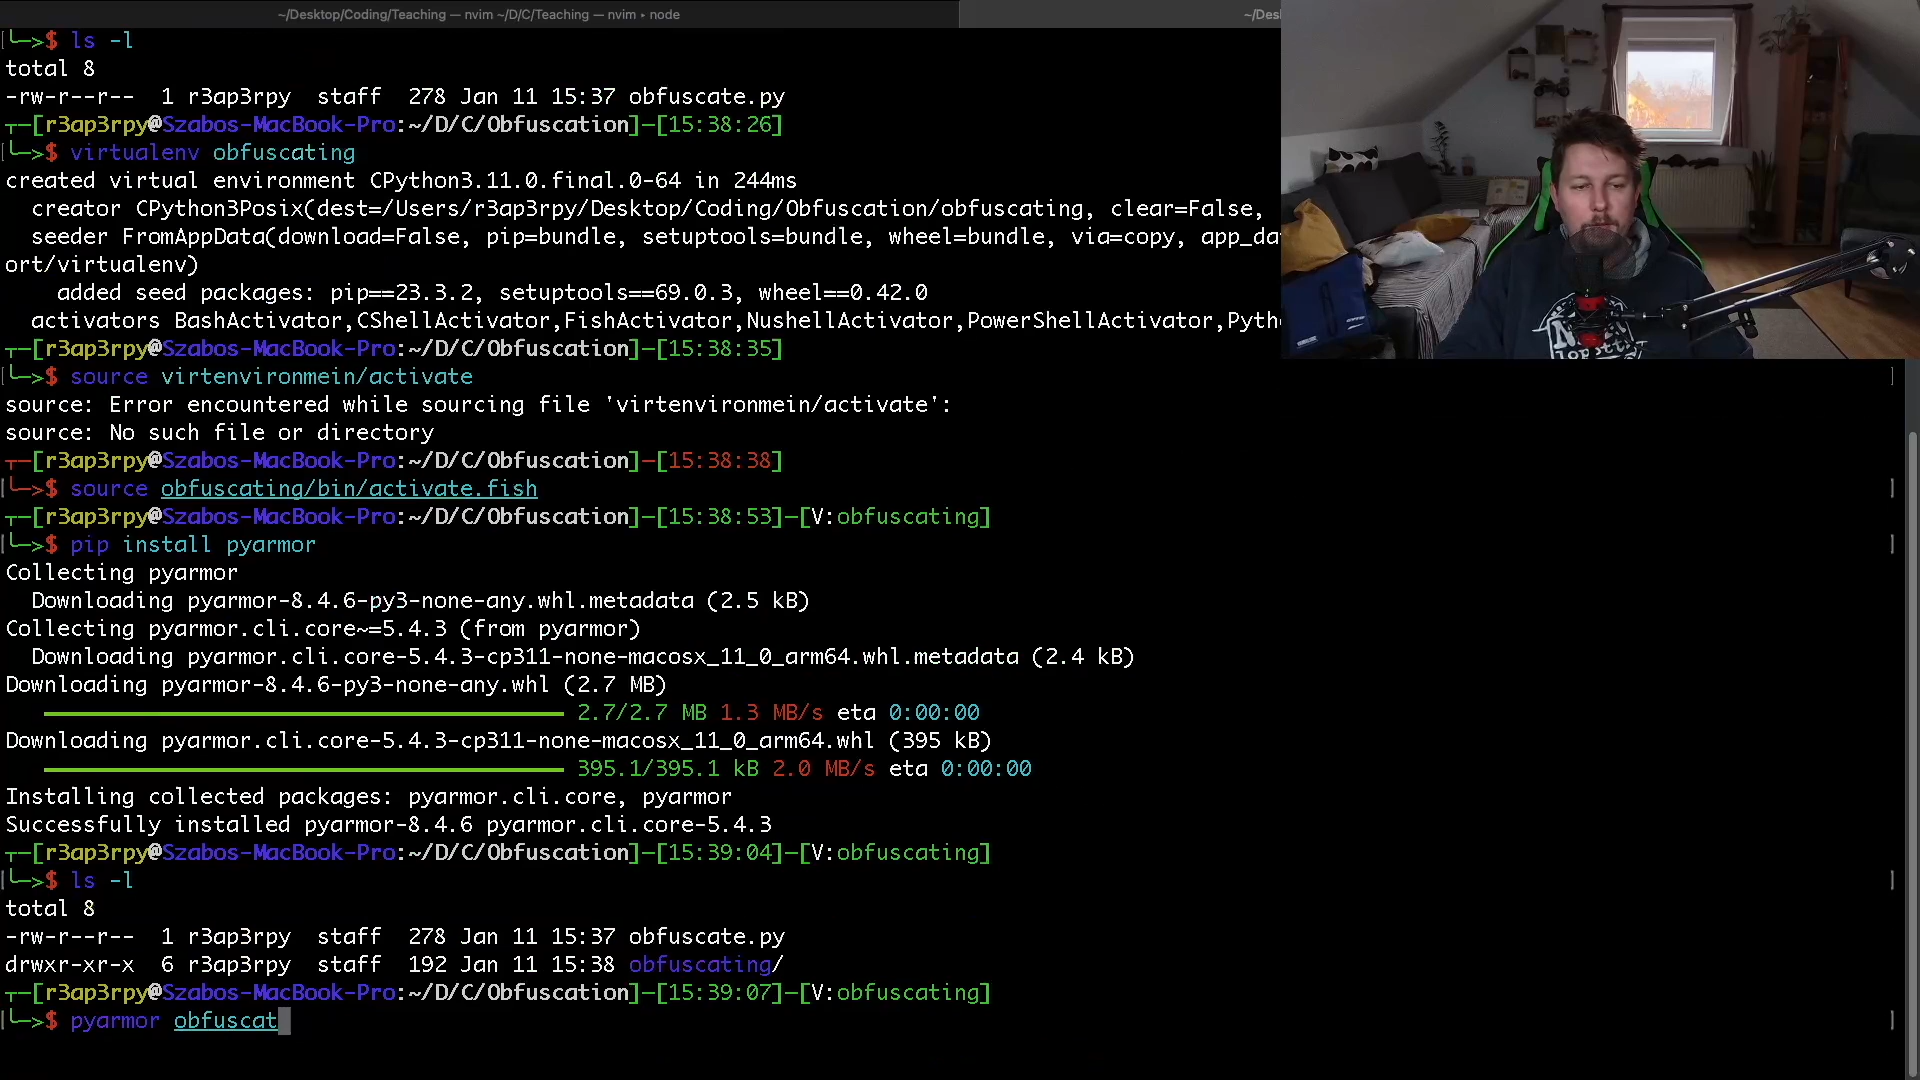 ~/Desktop/Coding/Teaching — nvim ~/D/C/Teaching — nvim ▸ node
~/Des
└─>$ ls -l
total 8
-rw-r--r--  1 r3ap3rpy  staff  278 Jan 11 15:37 obfuscate.py
┬─[r3ap3rpy@Szabos-MacBook-Pro:~/D/C/Obfuscation]─[15:38:26]
└─>$ virtualenv obfuscating
created virtual environment CPython3.11.0.final.0-64 in 244ms
  creator CPython3Posix(dest=/Users/r3ap3rpy/Desktop/Coding/Obfuscation/obfuscating, clear=False,
  seeder FromAppData(download=False, pip=bundle, setuptools=bundle, wheel=bundle, via=copy, app_da
ort/virtualenv)
    added seed packages: pip==23.3.2, setuptools==69.0.3, wheel==0.42.0
  activators BashActivator,CShellActivator,FishActivator,NushellActivator,PowerShellActivator,Pyth
┬─[r3ap3rpy@Szabos-MacBook-Pro:~/D/C/Obfuscation]─[15:38:35]
└─>$ source virtenvironmein/activate
source: Error encountered while sourcing file 'virtenvironmein/activate':
source: No such file or directory
┬─[r3ap3rpy@Szabos-MacBook-Pro:~/D/C/Obfuscation]─[15:38:38]
└─>$ source obfuscating/bin/activate.fish
┬─[r3ap3rpy@Szabos-MacBook-Pro:~/D/C/Obfuscation]─[15:38:53]─[V:obfuscating]
└─>$ pip install pyarmor
Collecting pyarmor
  Downloading pyarmor-8.4.6-py3-none-any.whl.metadata (2.5 kB)
Collecting pyarmor.cli.core~=5.4.3 (from pyarmor)
  Downloading pyarmor.cli.core-5.4.3-cp311-none-macosx_11_0_arm64.whl.metadata (2.4 kB)
Downloading pyarmor-8.4.6-py3-none-any.whl (2.7 MB)
2.7/2.7 MB 1.3 MB/s eta 0:00:00
Downloading pyarmor.cli.core-5.4.3-cp311-none-macosx_11_0_arm64.whl (395 kB)
395.1/395.1 kB 2.0 MB/s eta 0:00:00
Installing collected packages: pyarmor.cli.core, pyarmor
Successfully installed pyarmor-8.4.6 pyarmor.cli.core-5.4.3
┬─[r3ap3rpy@Szabos-MacBook-Pro:~/D/C/Obfuscation]─[15:39:04]─[V:obfuscating]
└─>$ ls -l
total 8
-rw-r--r--  1 r3ap3rpy  staff  278 Jan 11 15:37 obfuscate.py
drwxr-xr-x  6 r3ap3rpy  staff  192 Jan 11 15:38 obfuscating/
┬─[r3ap3rpy@Szabos-MacBook-Pro:~/D/C/Obfuscation]─[15:39:07]─[V:obfuscating]
└─>$ pyarmor obfuscat